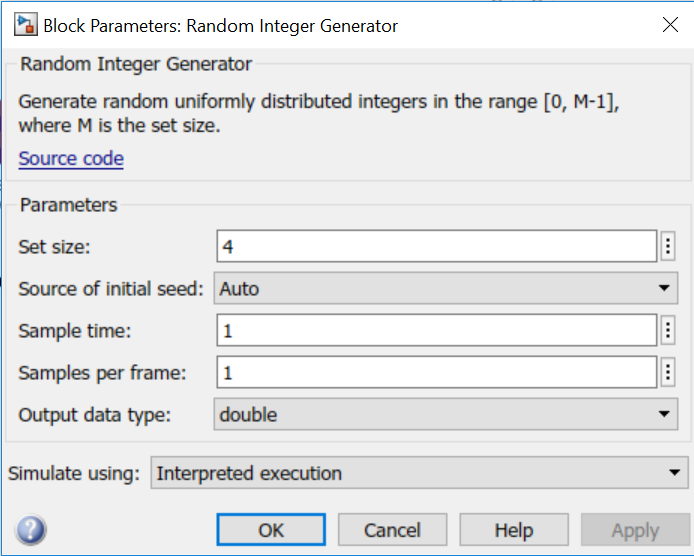 Block Parameters: Random Integer Generator
Random Integer Generator
Generate random uniformly distributed integers in the range [0, M-1],
where M is the set size.
Source code
Parameters
Set size: 4
Source of initial seed: Auto
Sample time: 1
Samples per frame: 1
Output data type: double
Simulate using: Interpreted execution
OK Cancel Help Apply